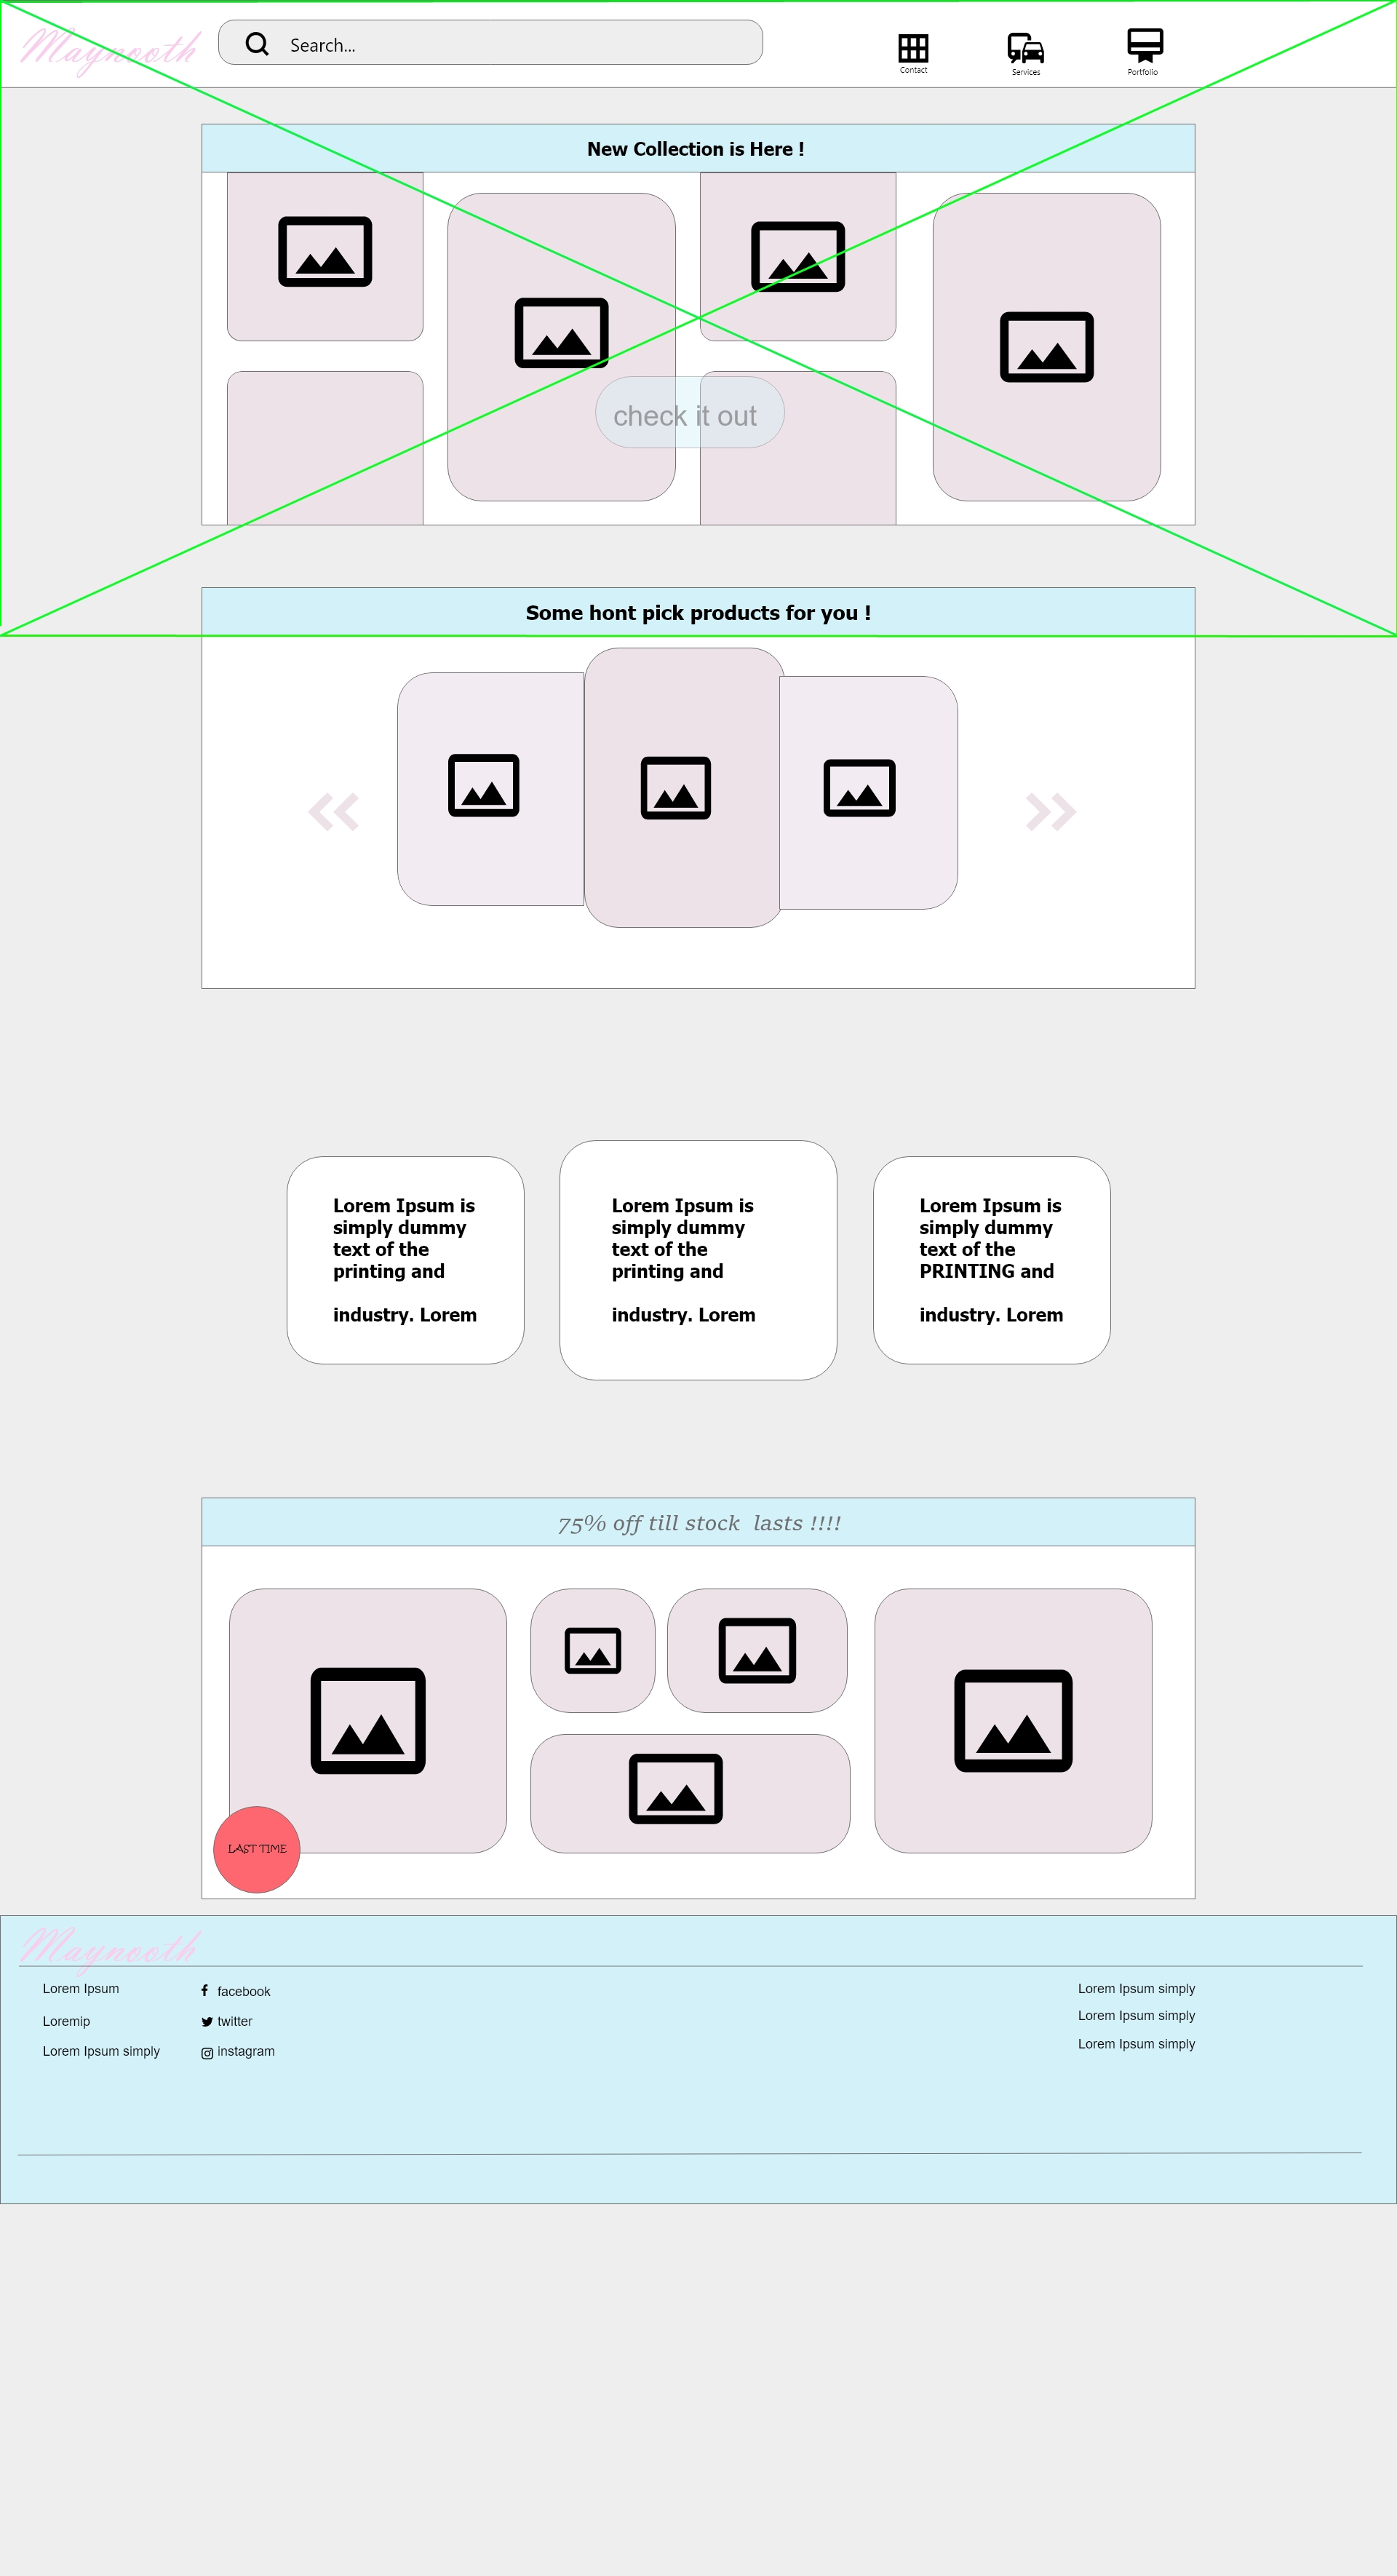 Maynooth
Search...
Contact
Services
Portfolio
New Collection is Here !
check it out
Some hont pick products for you !
Lorem Ipsum is
simply dummy
text of the
printing and
industry. Lorem
Lorem Ipsum is
simply dummy
text of the
printing and
industry. Lorem
Lorem Ipsum is
simply dummy
text of the
PRINTING and
industry. Lorem
75% off till stock lasts !!!!
LAST TIME
Maynooth
Lorem Ipsum
Loremip
Lorem Ipsum simply
facebook
twitter
instagram
Lorem Ipsum simply
Lorem Ipsum simply
Lorem Ipsum simply